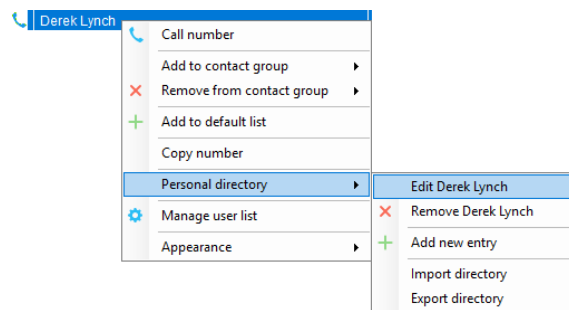 Derek Lynch
Call number
Add to contact group
Remove from contact group
Add to default list
Copy number
Personal directory
Edit Derek Lynch
Remove Derek Lynch
Manage user list
Add new entry
Appearance
Import directory
Export directory